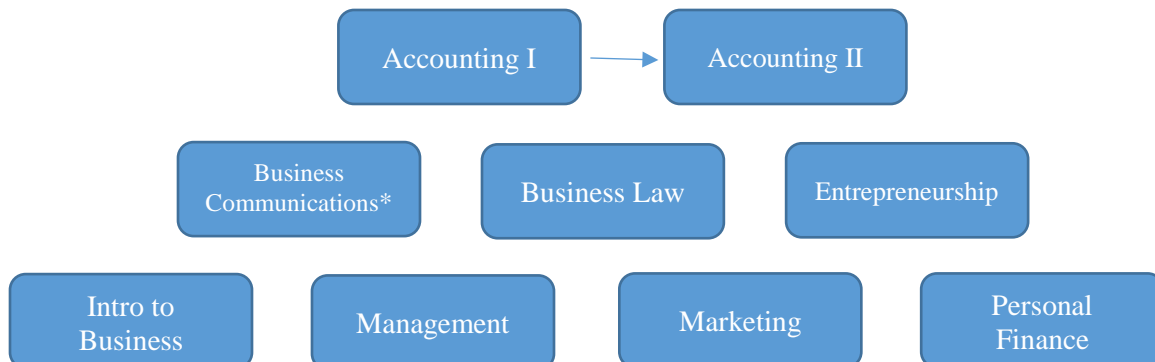 Accounting I
Accounting II
Business
Communications*
Business Law
Entrepreneurship
Intro to
Business
Management
Marketing
Personal
Finance